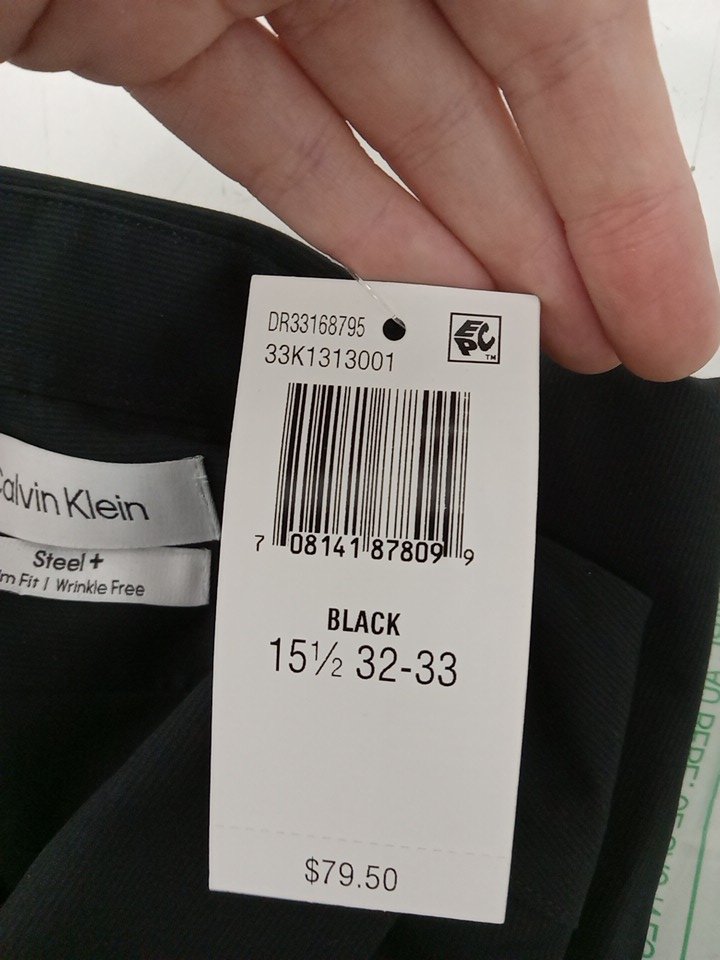 DR33168795
33K1313001
EPC
TM
7 08141 87809 9
BLACK
15½ 32-33
$79.50
Calvin Klein
Steel +
Fit | Wrinkle Free